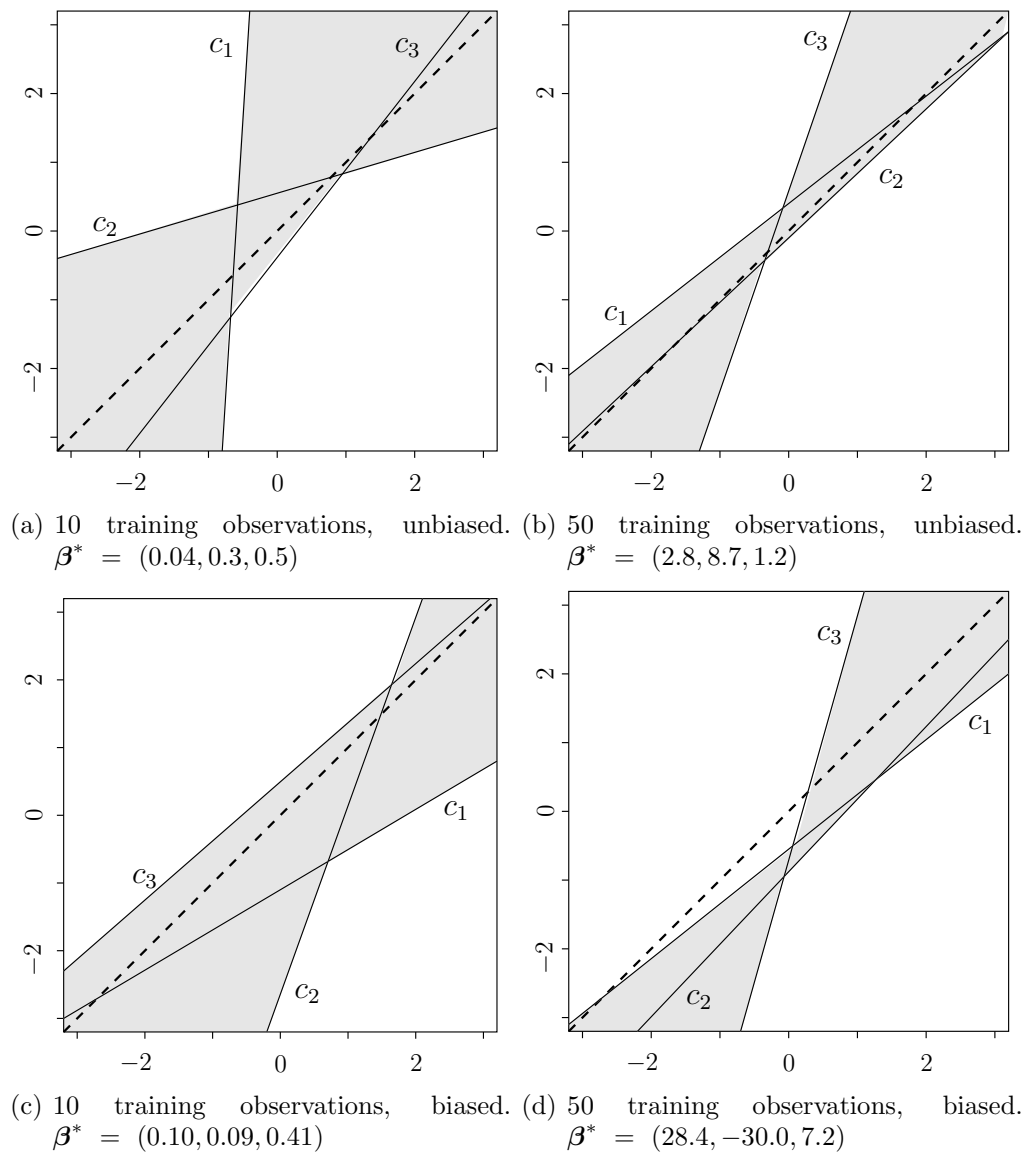 c₁
c₃
c₂
2
0
−2
−2
0
2
c₃
c₂
c₁
2
0
−2
−2
0
2
(a) 10 training observations, unbiased.
β* = (0.04, 0.3, 0.5)
(b) 50 training observations, unbiased.
β* = (2.8, 8.7, 1.2)
c₃
c₁
c₂
2
0
−2
−2
0
2
c₃
c₁
c₂
2
0
−2
−2
0
2
(c) 10 training observations, biased.
β* = (0.10, 0.09, 0.41)
(d) 50 training observations, biased.
β* = (28.4, −30.0, 7.2)